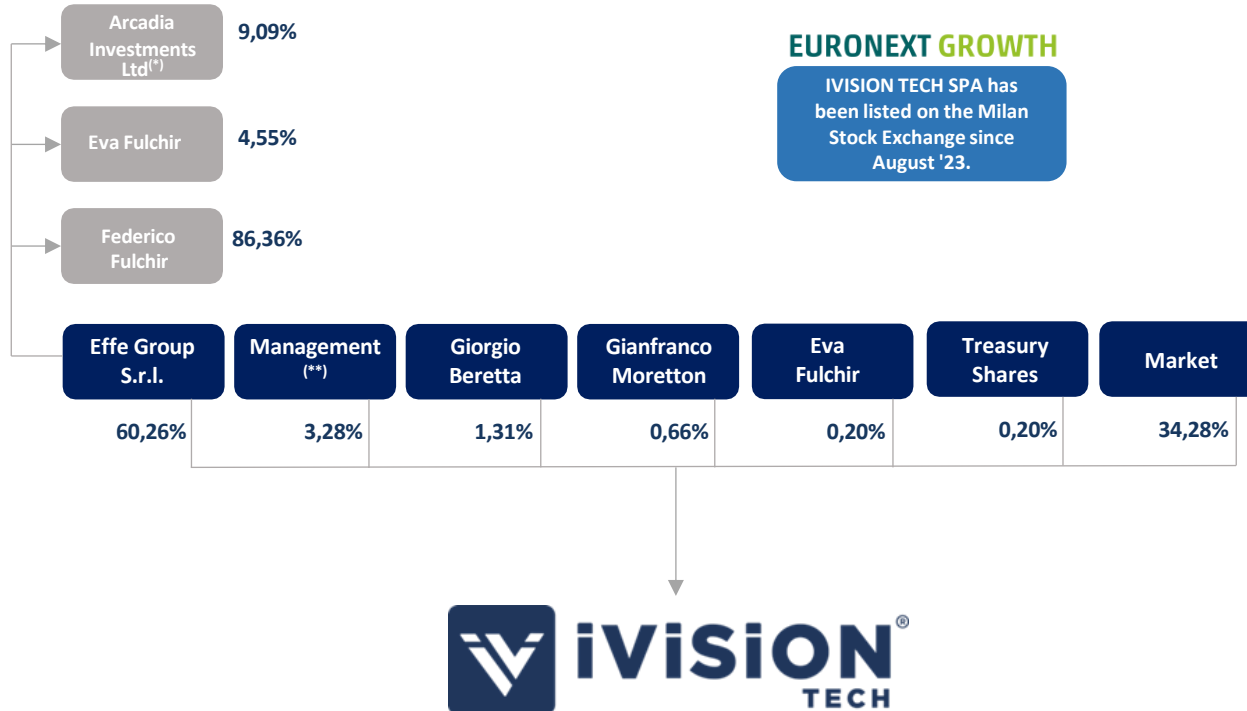 Arcadia
Investments
Ltd(*)
9,09%
EURONEXT GROWTH
IVISION TECH SPA has
been listed on the Milan
Stock Exchange since
August '23.
Eva Fulchir
4,55%
Federico
Fulchir
86,36%
Effe Group
S.r.l.
Management
(**)
Giorgio
Beretta
Gianfranco
Moretton
Eva
Fulchir
Treasury
Shares
Market
60,26%
3,28%
1,31%
0,66%
0,20%
0,20%
34,28%
iV iViSiON®
TECH